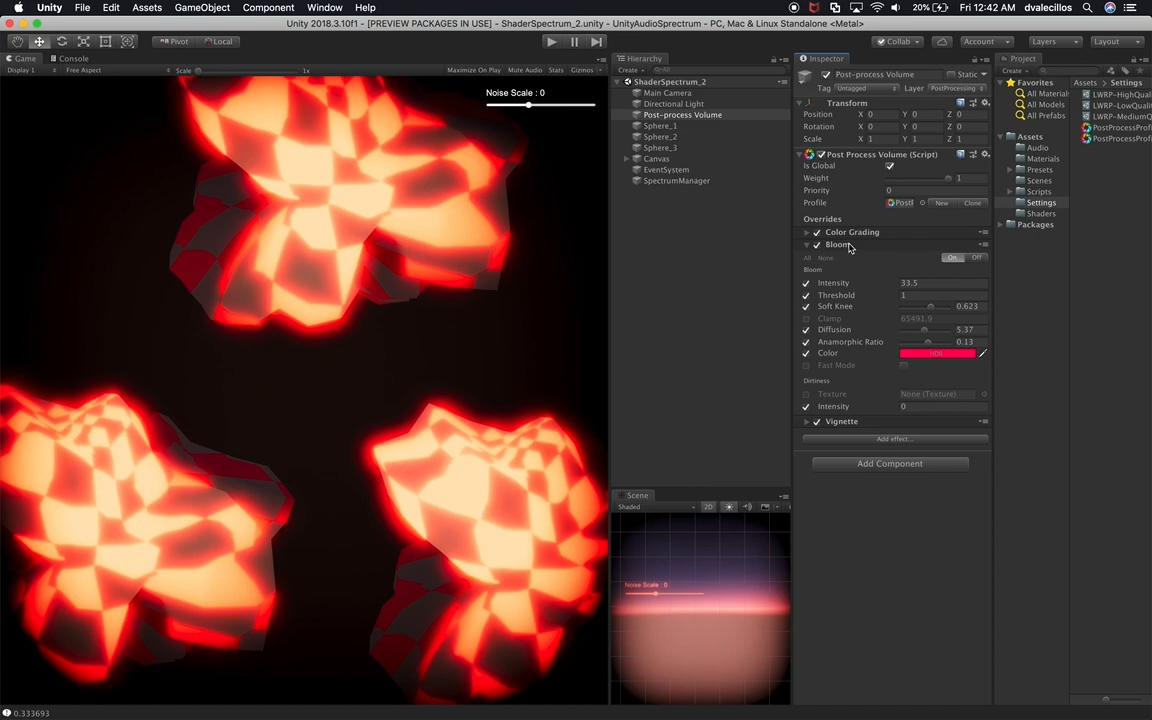 Unity File Edit Assets GameObject Component Window Help 20% Fri 12:42 AM dvalecillos
Unity 2018.3.10f1 - [PREVIEW PACKAGES IN USE] - ShaderSpectrum_2.unity - UnityAudioSpectrum - PC, Mac & Linux Standalone <Metal>
Pivot Local Collab Account Layers Layout
Game Console
Display 1 Free Aspect Scale 1x Maximize On Play Mute Audio Stats Gizmos
Noise Scale : 0
Hierarchy
Create All
ShaderSpectrum_2
Main Camera
Directional Light
Post-process Volume
Sphere_1
Sphere_2
Sphere_3
Canvas
EventSystem
SpectrumManager
Scene
Shaded 2D
Noise Scale : 0
Inspector
Post-process Volume Static
Tag Untagged Layer PostProcessing
Transform
Position X 0 Y 0 Z 0
Rotation X 0 Y 0 Z 0
Scale X 1 Y 1 Z 1
Post Process Volume (Script)
Is Global
Weight 1
Priority 0
Profile PostP New Clone
Overrides
Color Grading
Bloom
All None On Off
Bloom
Intensity 33.5
Threshold 1
Soft Knee 0.623
Clamp 65491.9
Diffusion 5.37
Anamorphic Ratio 0.13
Color HDR
Fast Mode
Dirtiness
Texture None (Texture)
Intensity 0
Vignette
Add effect...
Add Component
Project
Create
Favorites
All Material
All Models
All Prefabs
Assets
Audio
Materials
Presets
Scenes
Scripts
Settings
Shaders
Packages
Assets Settings
LWRP-HighQuali
LWRP-LowQuali
LWRP-MediumQ
PostProcessProfi
PostProcessProfi
0.333693